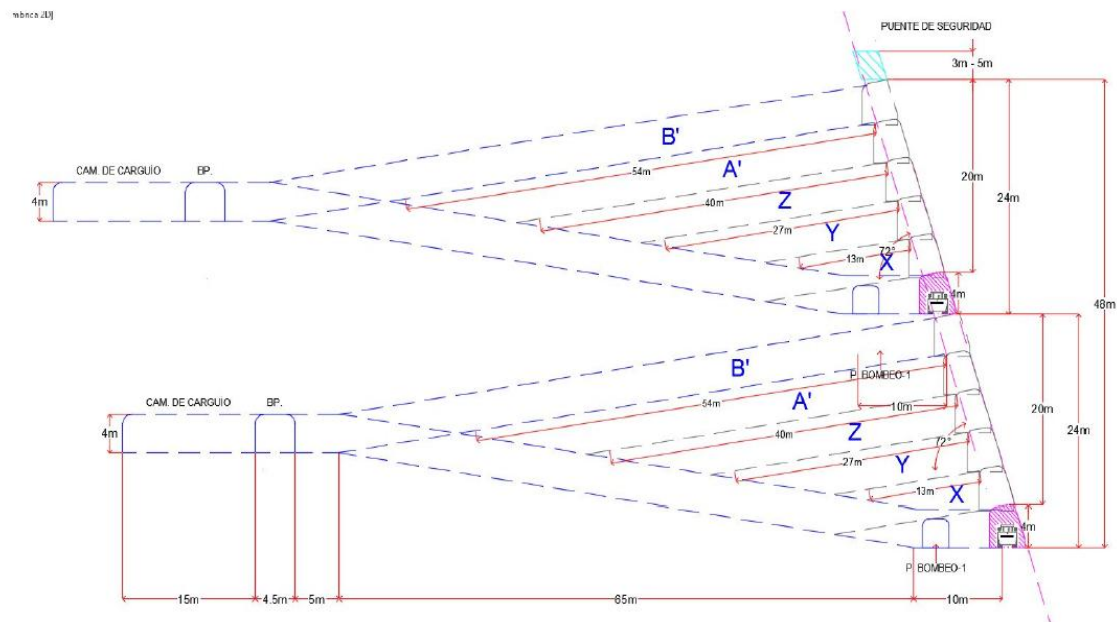 PUENTE DE SEGURIDAD
3m - 5m
B'
CAM. DE CARGUÍO
BP.
54m
A'
4m
40m
Z
20m
24m
27m
Y
72°
13m
X
4m
48m
B'
P. BOMBEO-1
CAM. DE CARGUIO
BP.
54m
A'
10m
4m
40m
Z
20m
24m
72°
27m
Y
13m
X
4m
P. BOMBEO-1
15m
4.5m
5m
65m
10m